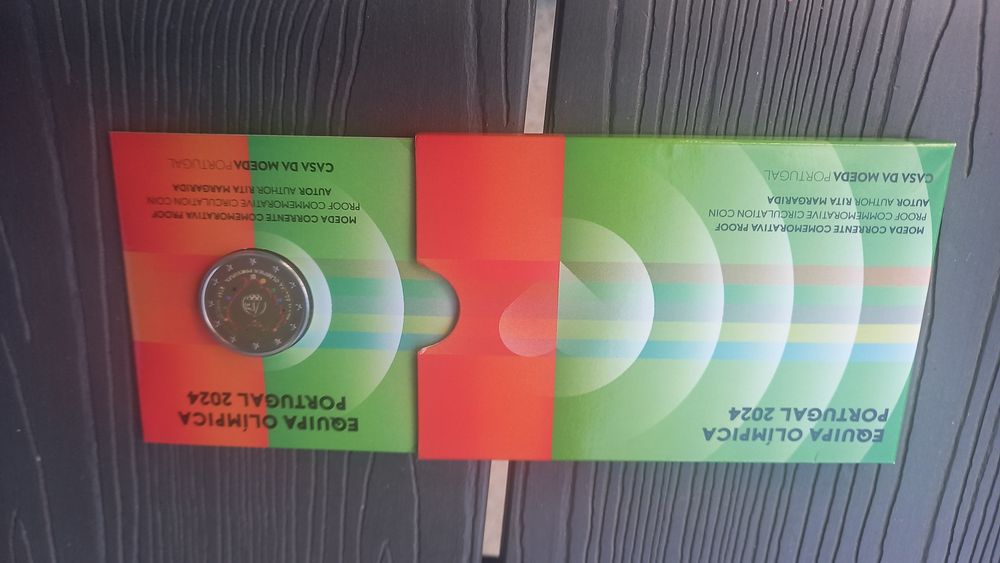 EQUIPA OLÍMPICA
PORTUGAL 2024
MOEDA CORRENTE COMEMORATIVA PROOF
PROOF COMMEMORATIVE CIRCULATION COIN
AUTOR AUTHOR RITA MARGARIDA
CASA DA MOEDA PORTUGAL
EQUIPA OLÍMPICA
PORTUGAL 2024
MOEDA CORRENTE COMEMORATIVA PROOF
PROOF COMMEMORATIVE CIRCULATION COIN
AUTOR AUTHOR RITA MARGARIDA
CASA DA MOEDA PORTUGAL